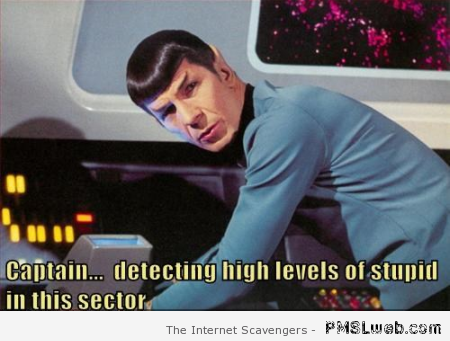 Captain... detecting high levels of stupid
in this sector
The Internet Scavengers - PMSLweb.com